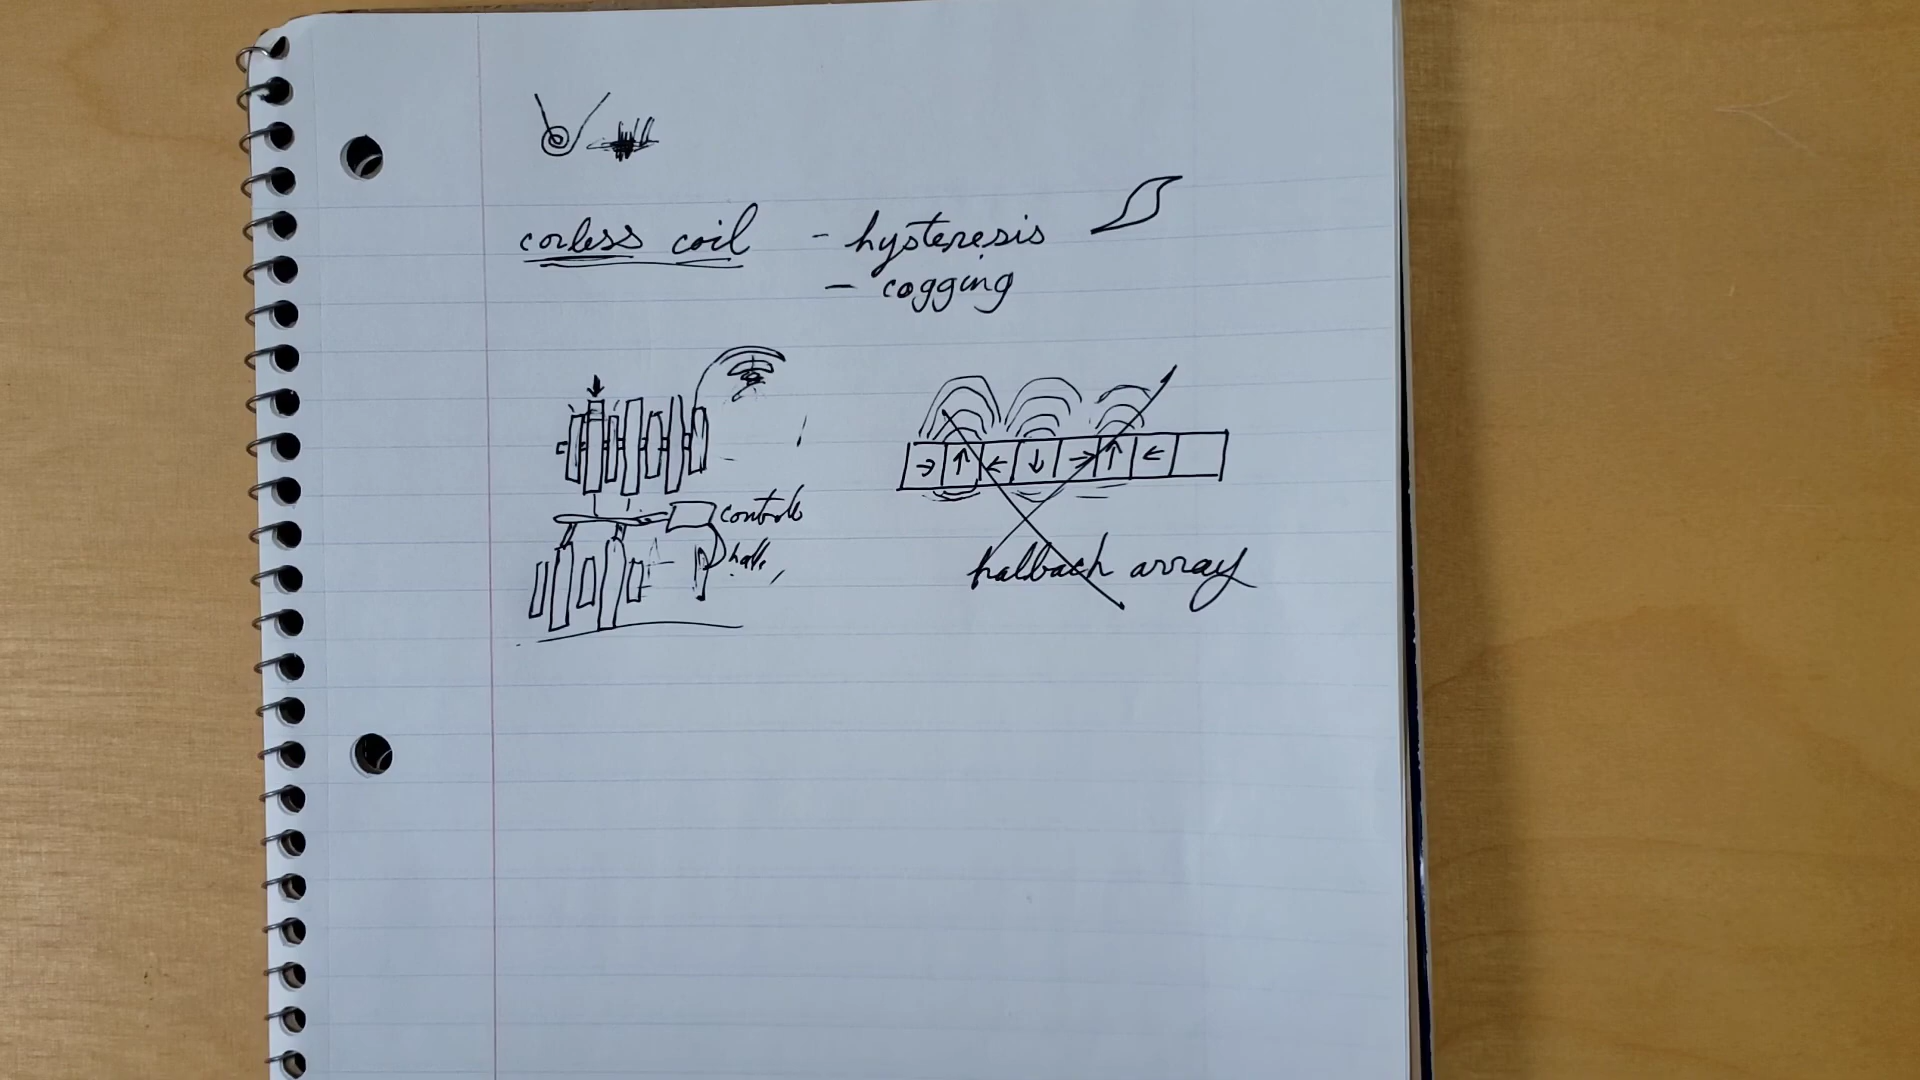 corless coil - hysteresis
- cogging
controls
halls
halbach array